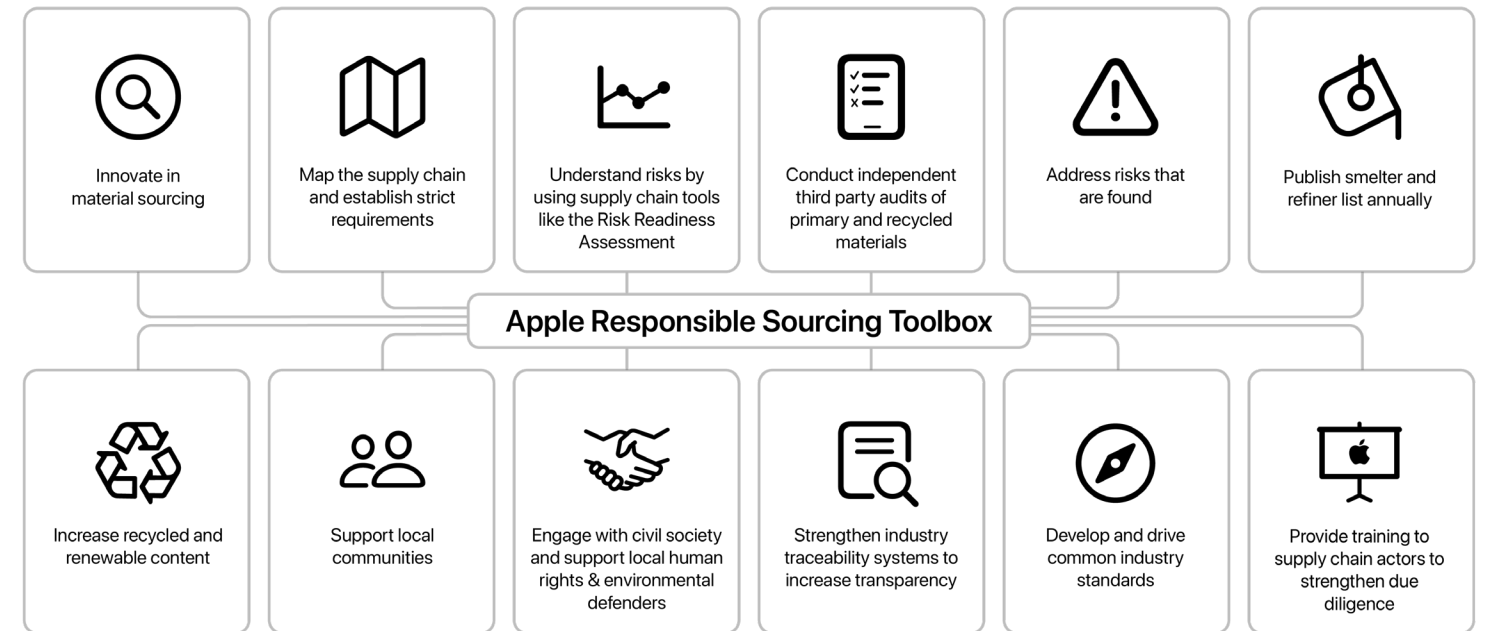 Innovate in
material sourcing
Map the supply chain
and establish strict
requirements
Understand risks by
using supply chain tools
like the Risk Readiness
Assessment
Conduct independent
third party audits of
primary and recycled
materials
Address risks that
are found
Publish smelter and
refiner list annually
Apple Responsible Sourcing Toolbox
Increase recycled and
renewable content
Support local
communities
Engage with civil society
and support local human
rights & environmental
defenders
Strengthen industry
traceability systems to
increase transparency
Develop and drive
common industry
standards
Provide training to
supply chain actors to
strengthen due
diligence